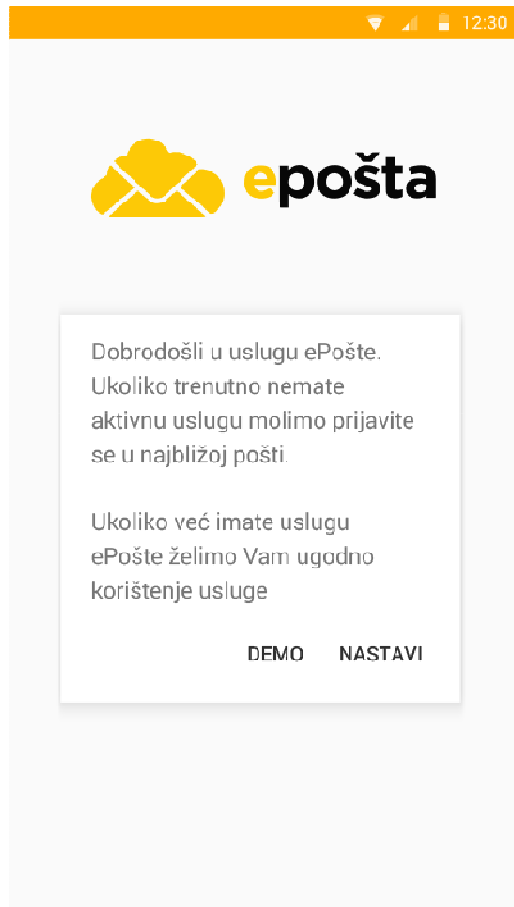 12:30
epošta
Dobrodošli u uslugu ePošte.
Ukoliko trenutno nemate
aktivnu uslugu molimo prijavite
se u najbližoj pošti.
Ukoliko već imate uslugu
ePošte želimo Vam ugodno
korištenje usluge
DEMO NASTAVI